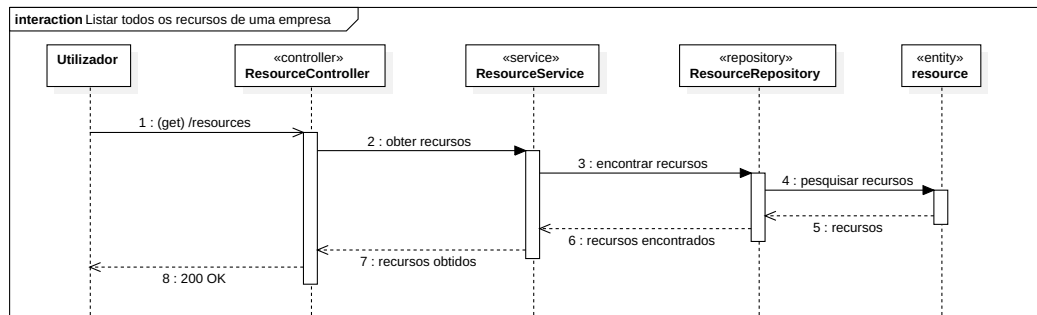 interaction Listar todos os recursos de uma empresa
Utilizador
«controller»
ResourceController
«service»
ResourceService
«repository»
ResourceRepository
«entity»
resource
1 : (get) /resources
2 : obter recursos
3 : encontrar recursos
4 : pesquisar recursos
5 : recursos
6 : recursos encontrados
7 : recursos obtidos
8 : 200 OK